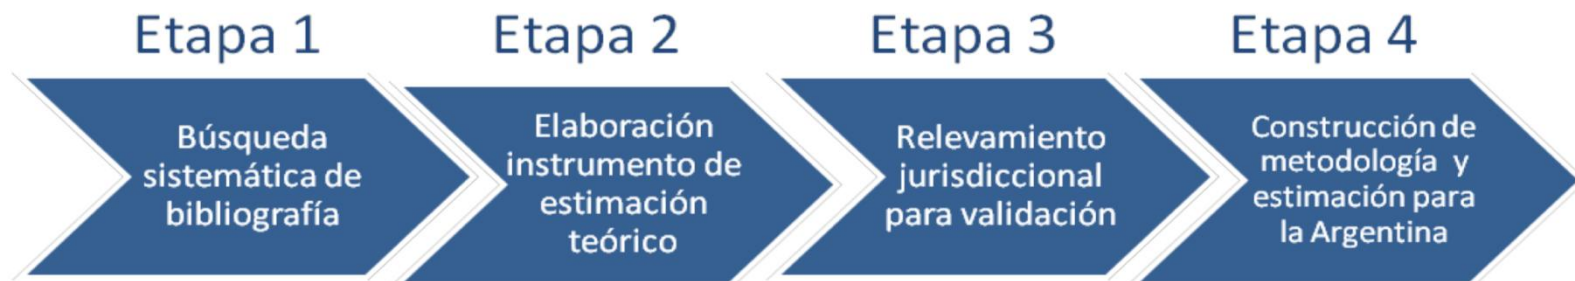 Etapa 1
Etapa 2
Etapa 3
Etapa 4
Búsqueda
sistemática de
bibliografía
Elaboración
instrumento de
estimación
teórico
Relevamiento
jurisdiccional
para validación
Construcción de
metodología y
estimación para
la Argentina